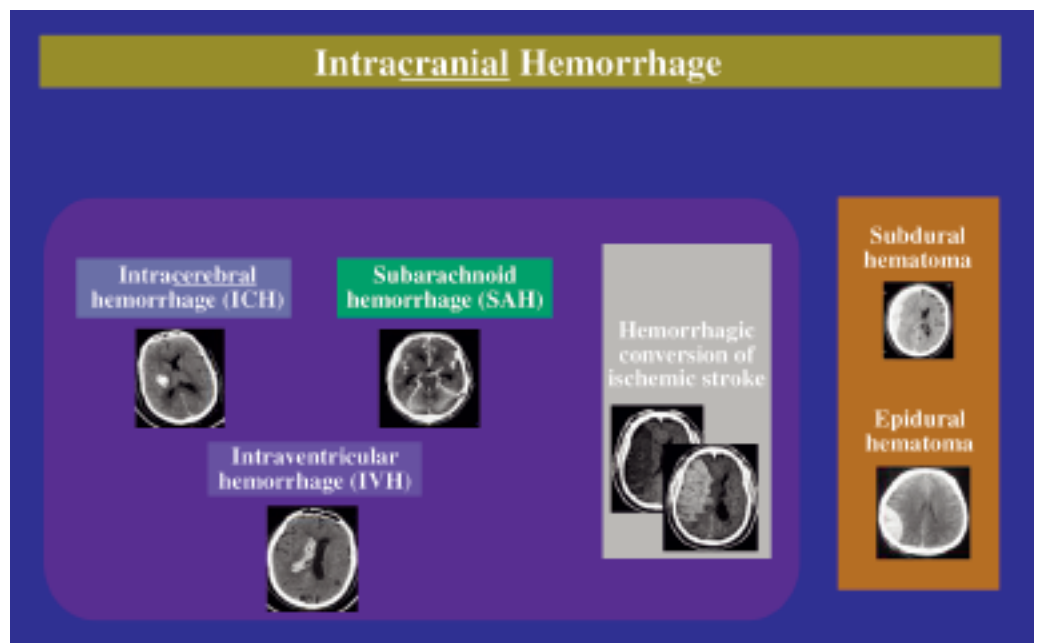 Intracranial Hemorrhage
Intracerebral
hemorrhage (ICH)
Subarachnoid
hemorrhage (SAH)
Intraventricular
hemorrhage (IVH)
Hemorrhagic
conversion of
ischemic stroke
Subdural
hematoma
Epidural
hematoma